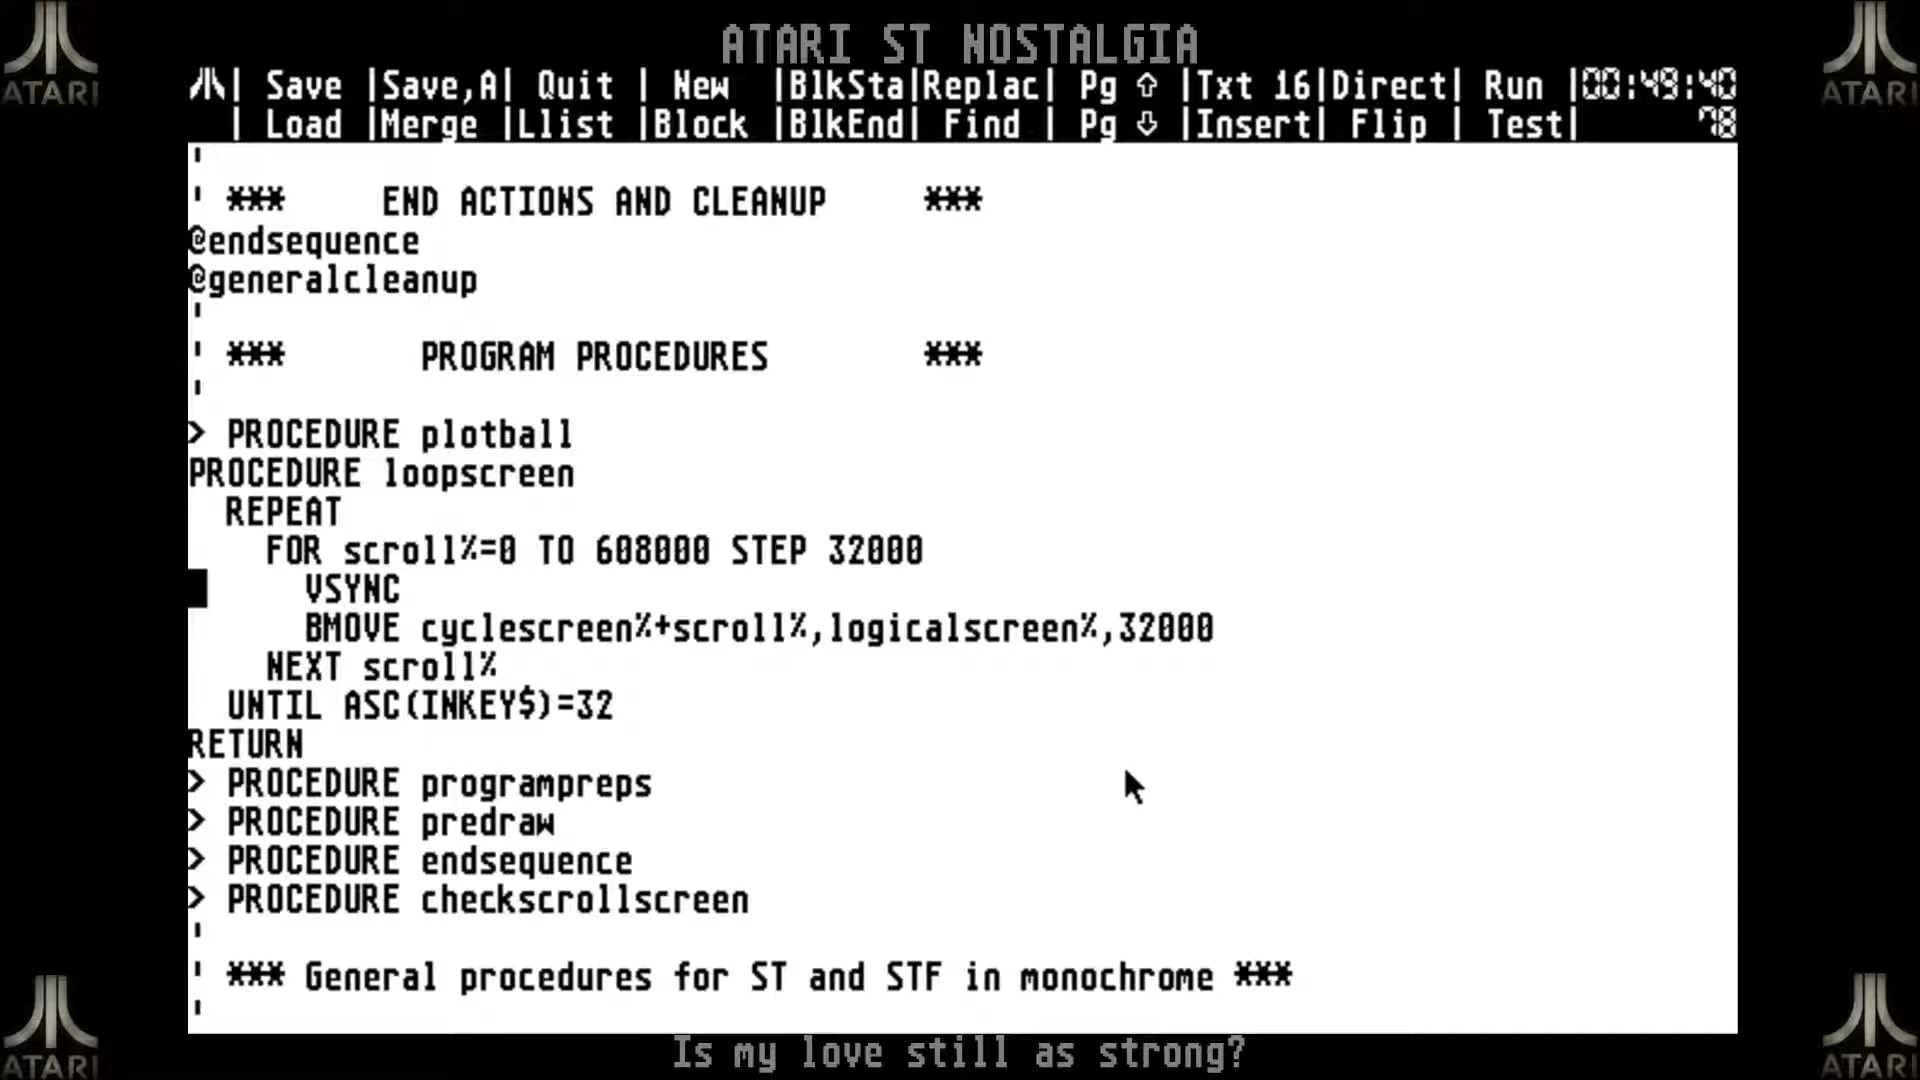 ATARI ST NOSTALGIA
ATARI
ATARI
| Save |Save,A| Quit | New |BlkSta|Replac| Pg ⇧ |Txt 16|Direct| Run |00:49:40
| Load |Merge |Llist |Block |BlkEnd| Find | Pg ⇩ |Insert| Flip | Test| 78
'
' *** END ACTIONS AND CLEANUP ***
@endsequence
@generalcleanup
'
' *** PROGRAM PROCEDURES ***
'
> PROCEDURE plotball
PROCEDURE loopscreen
REPEAT
FOR scroll%=0 TO 608000 STEP 32000
VSYNC
BMOVE cyclescreen%+scroll%,logicalscreen%,32000
NEXT scroll%
UNTIL ASC(INKEY$)=32
RETURN
> PROCEDURE programpreps
> PROCEDURE predraw
> PROCEDURE endsequence
> PROCEDURE checkscrollscreen
'
' *** General procedures for ST and STF in monochrome ***
'
ATARI
ATARI
Is my love still as strong?